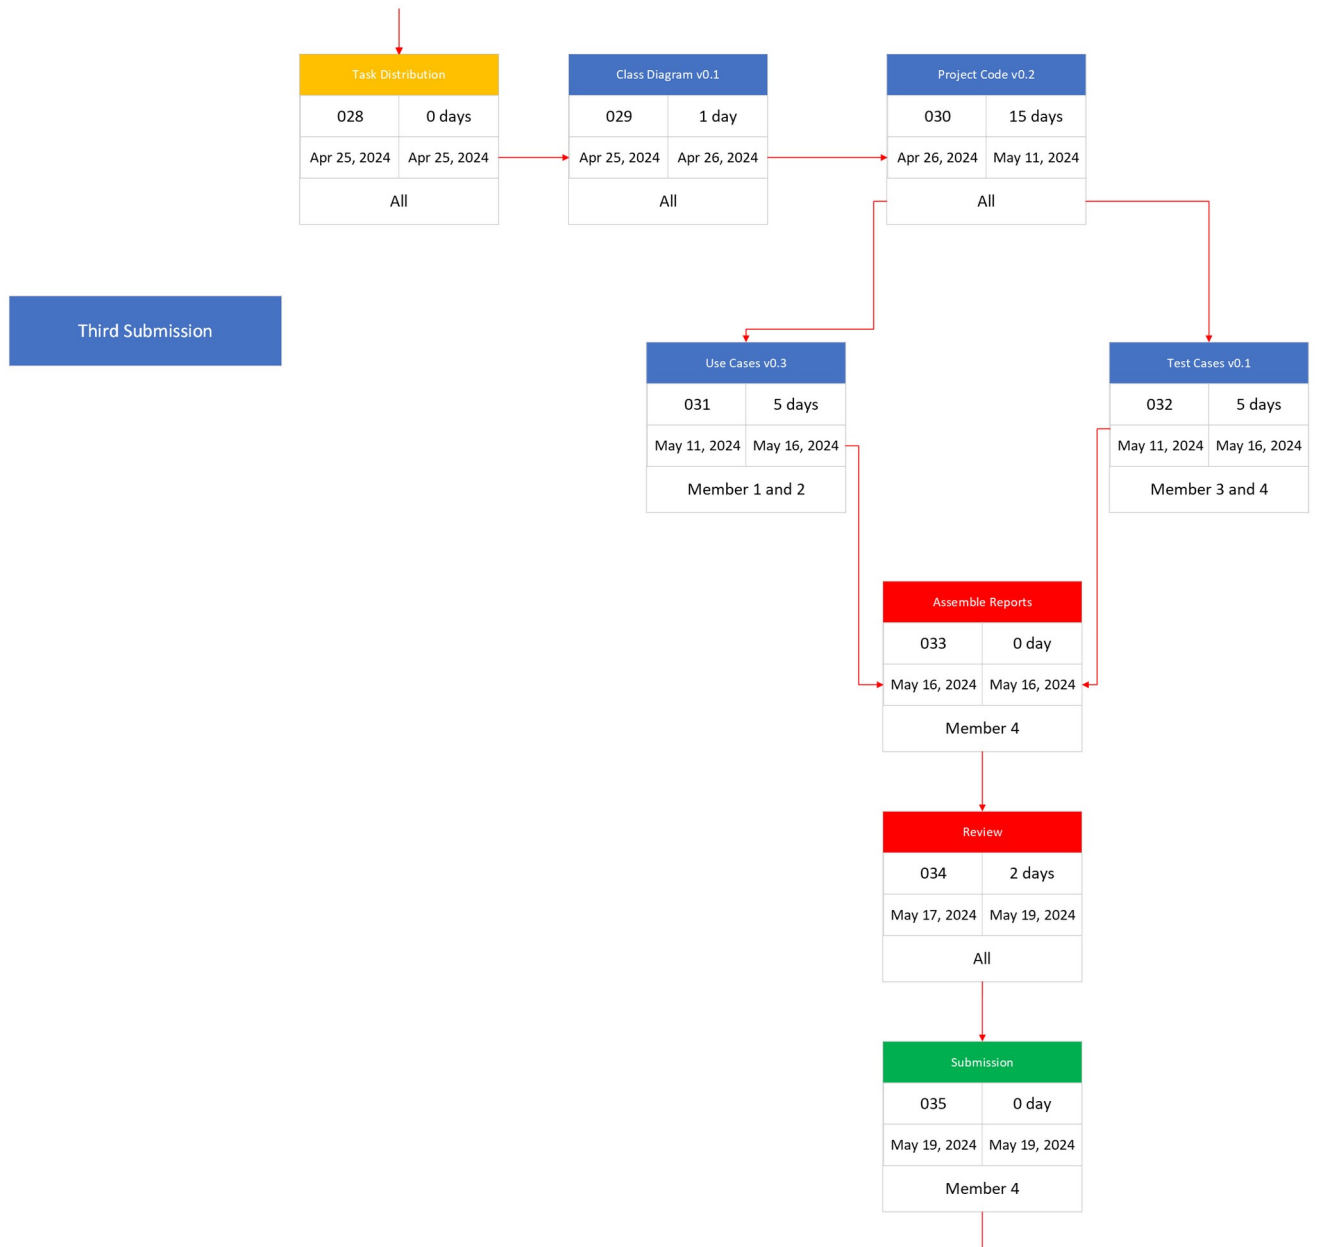 Task Distribution
028 0 days
Apr 25, 2024 Apr 25, 2024
All
Class Diagram v0.1
029 1 day
Apr 25, 2024 Apr 26, 2024
All
Project Code v0.2
030 15 days
Apr 26, 2024 May 11, 2024
All
Third Submission
Use Cases v0.3
031 5 days
May 11, 2024 May 16, 2024
Member 1 and 2
Test Cases v0.1
032 5 days
May 11, 2024 May 16, 2024
Member 3 and 4
Assemble Reports
033 0 day
May 16, 2024 May 16, 2024
Member 4
Review
034 2 days
May 17, 2024 May 19, 2024
All
Submission
035 0 day
May 19, 2024 May 19, 2024
Member 4